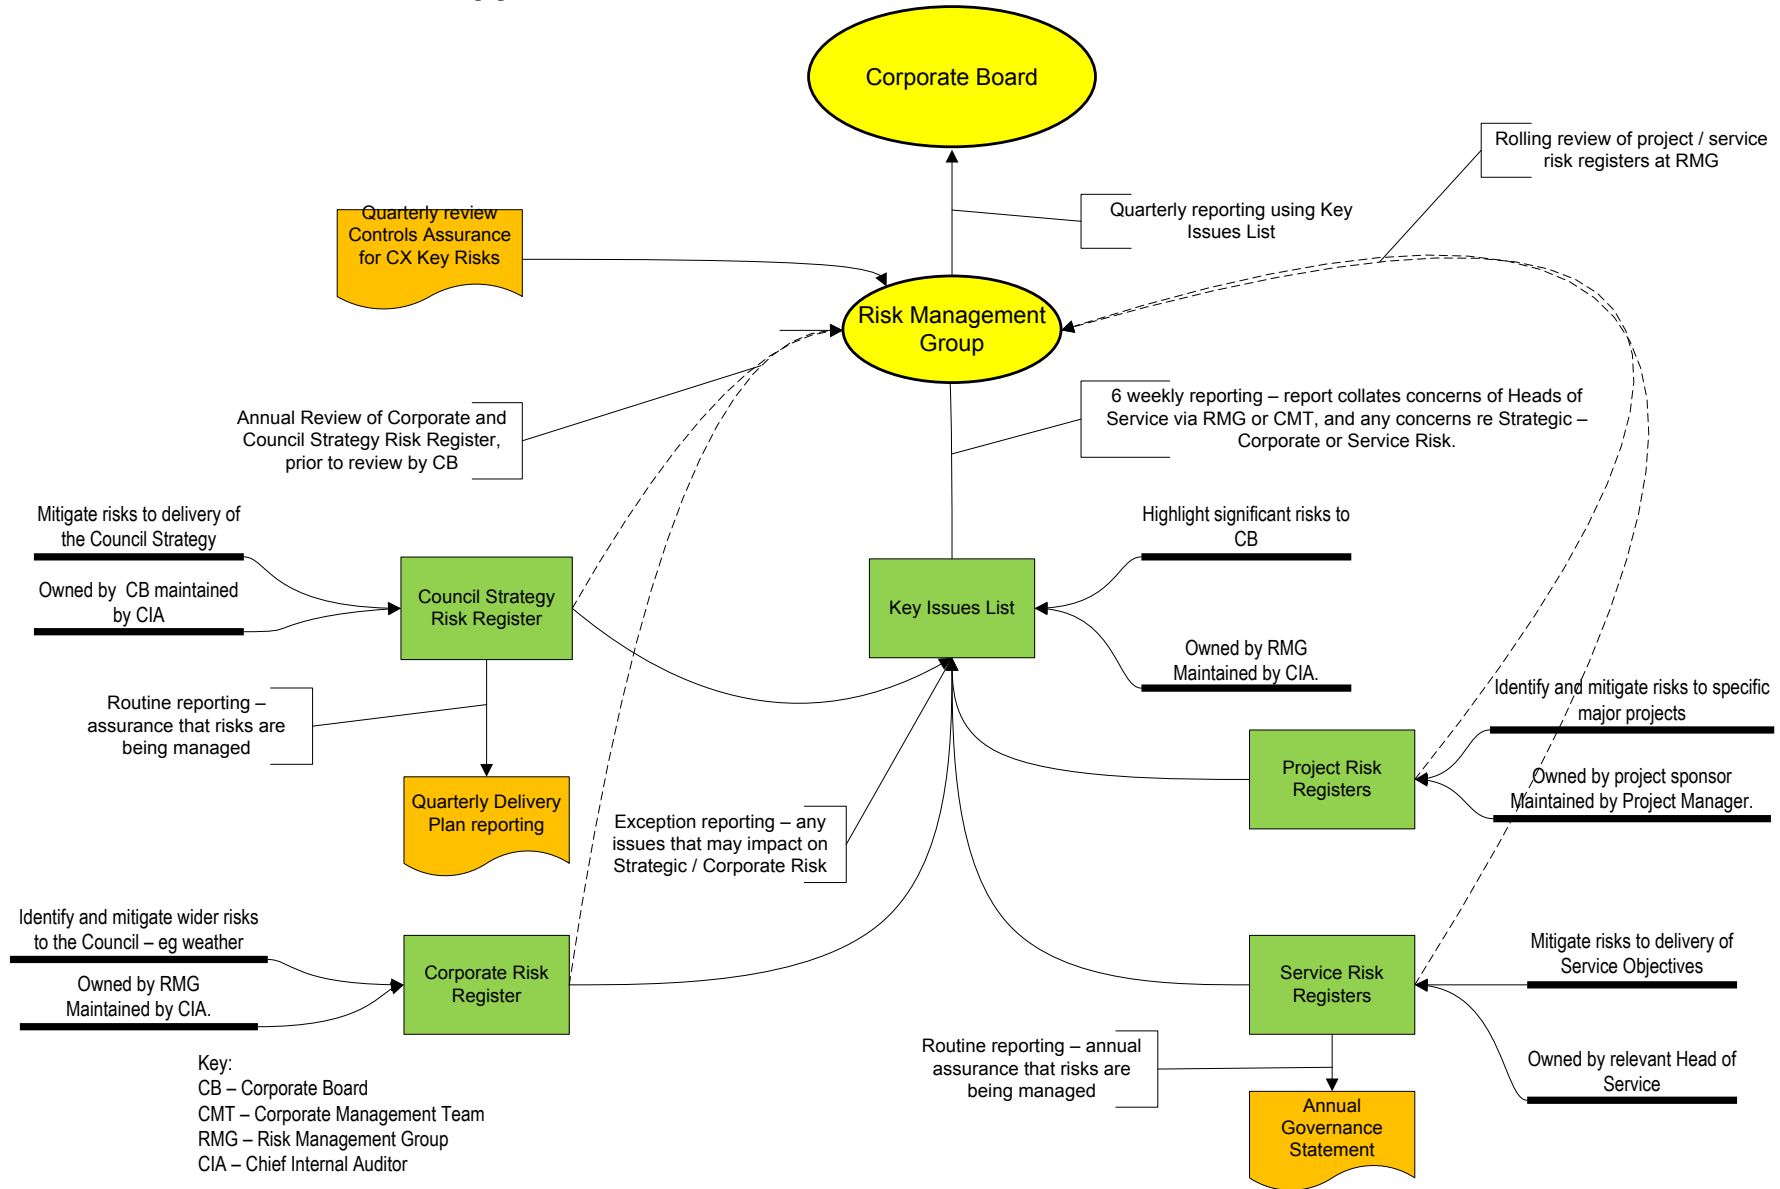 Corporate Board
Rolling review of project / service
risk registers at RMG
Quarterly reporting using Key
Issues List
Quarterly review
Controls Assurance
for CX Key Risks
Risk Management
Group
6 weekly reporting – report collates concerns of Heads of
Service via RMG or CMT, and any concerns re Strategic –
Corporate or Service Risk.
Annual Review of Corporate and
Council Strategy Risk Register,
prior to review by CB
Mitigate risks to delivery of
the Council Strategy
Owned by  CB maintained
by CIA
Council Strategy
Risk Register
Key Issues List
Highlight significant risks to
CB
Owned by RMG
Maintained by CIA.
Routine reporting –
assurance that risks are
being managed
Identify and mitigate risks to specific
major projects
Project Risk
Registers
Owned by project sponsor
Maintained by Project Manager.
Quarterly Delivery
Plan reporting
Exception reporting – any
issues that may impact on
Strategic / Corporate Risk
Identify and mitigate wider risks
to the Council – eg weather
Owned by RMG
Maintained by CIA.
Corporate Risk
Register
Service Risk
Registers
Mitigate risks to delivery of
Service Objectives
Owned by relevant Head of
Service
Routine reporting – annual
assurance that risks are
being managed
Annual
Governance
Statement
Key:
CB – Corporate Board
CMT – Corporate Management Team
RMG – Risk Management Group
CIA – Chief Internal Auditor